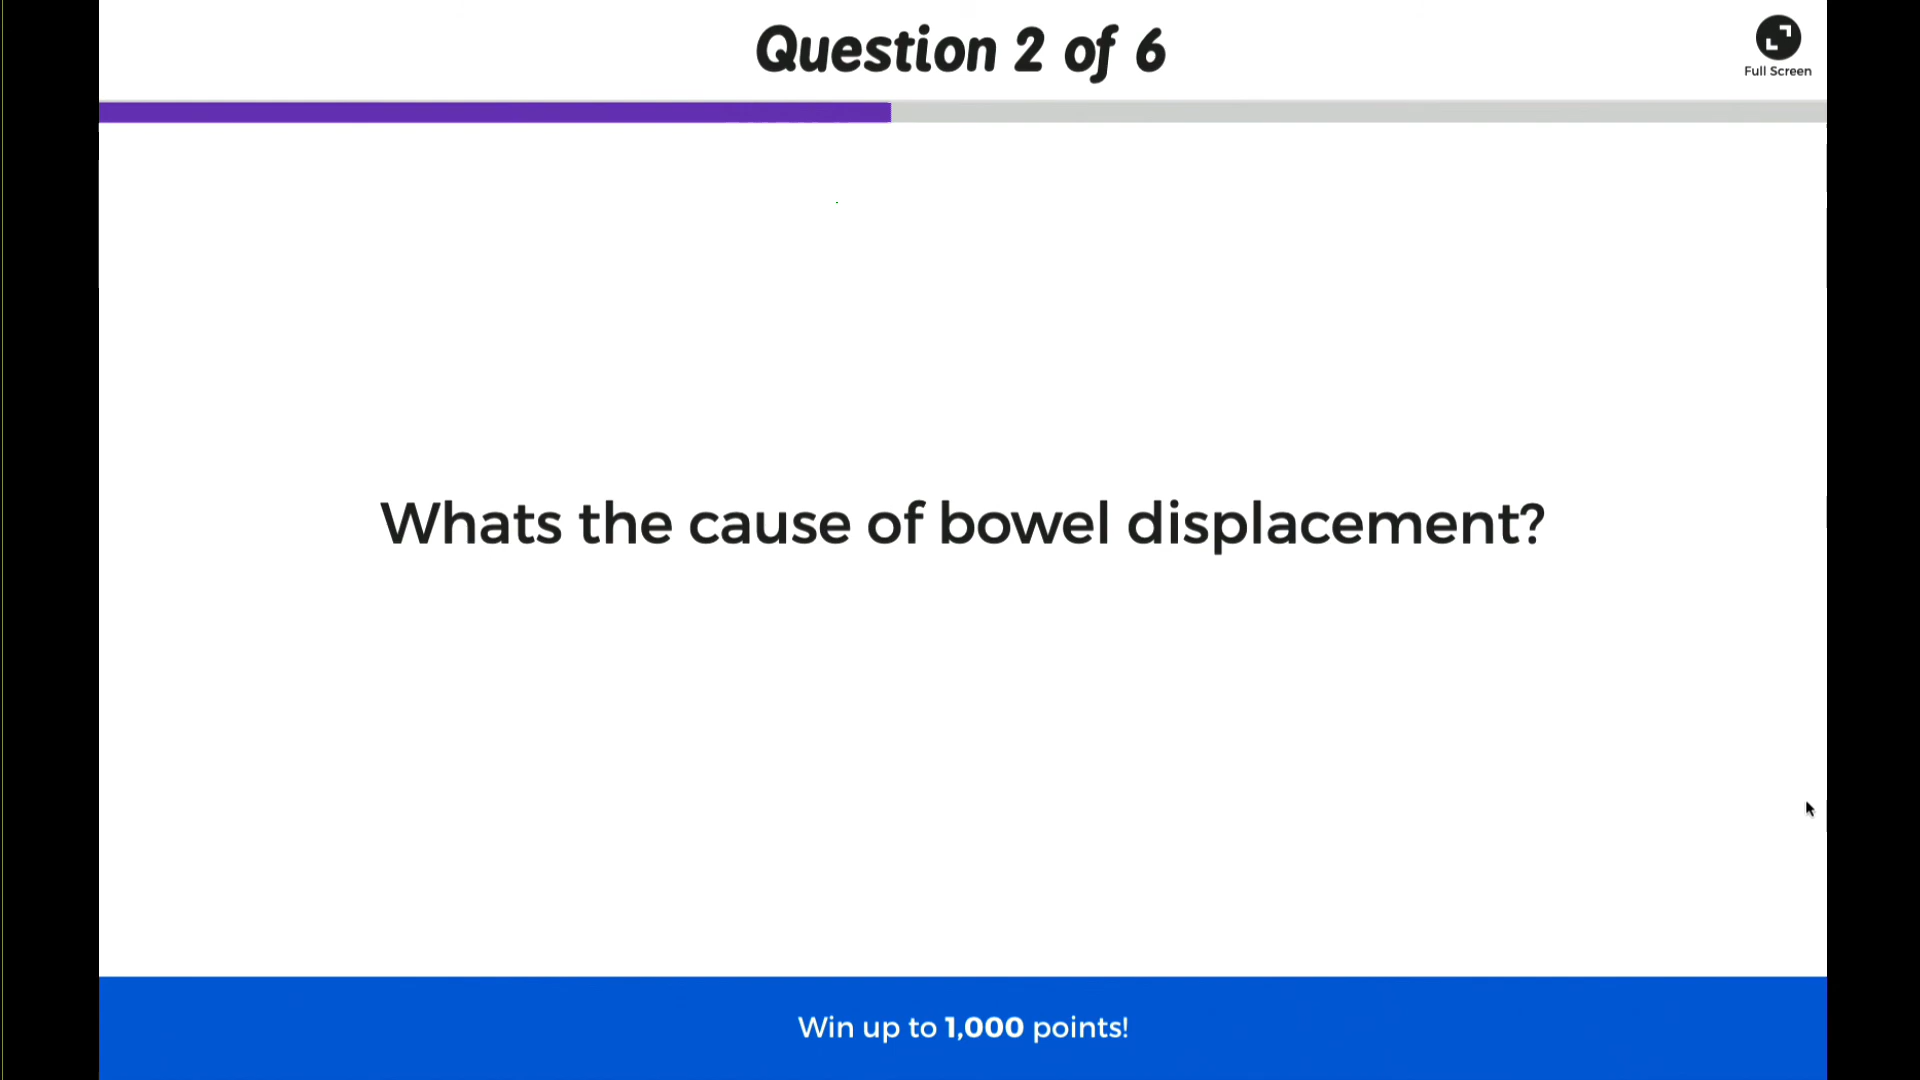 Question 2 of 6
Full Screen
Whats the cause of bowel displacement?
Win up to 1,000 points!